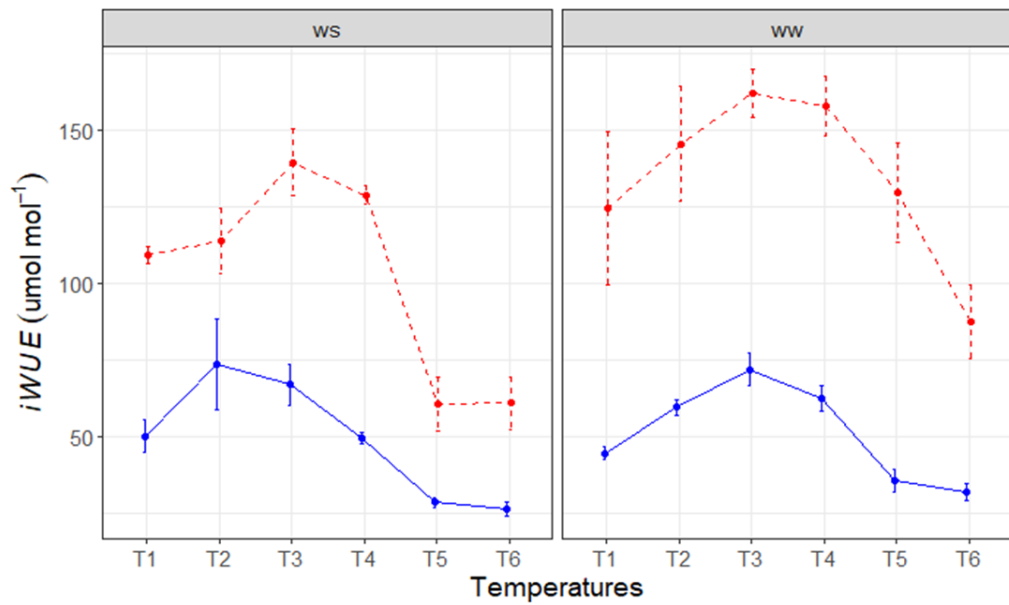 ws
ww
150
100
50
iWUE (umol mol⁻¹)
T1 T2 T3 T4 T5 T6
T1 T2 T3 T4 T5 T6
Temperatures